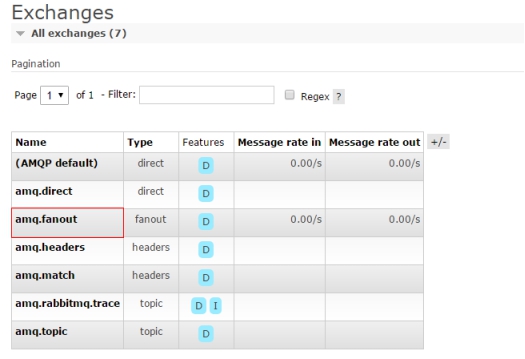 Exchanges
All exchanges (7)
Pagination
Page 1 of 1 - Filter: Regex ?
Name Type Features Message rate in Message rate out +/-
(AMQP default) direct D 0.00/s 0.00/s
amq.direct direct D
amq.fanout fanout D 0.00/s 0.00/s
amq.headers headers D
amq.match headers D
amq.rabbitmq.trace topic D I
amq.topic topic D